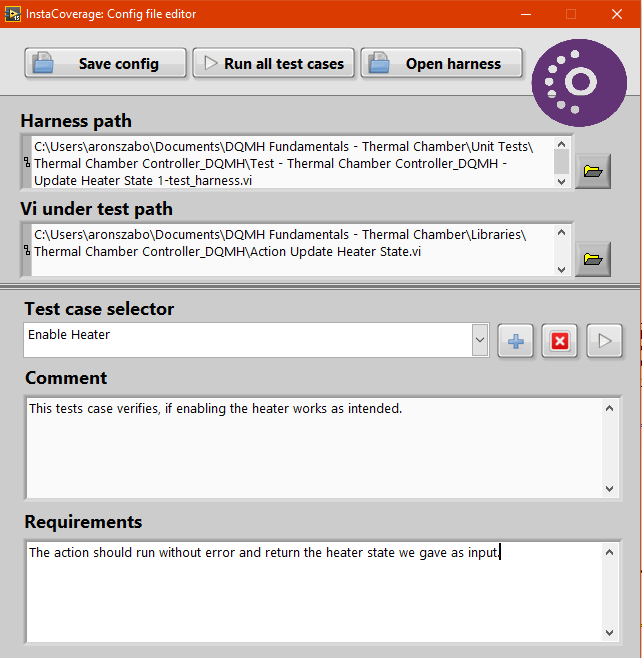 InstaCoverage: Config file editor
Save config
Run all test cases
Open harness
Harness path
C:\Users\aronszabo\Documents\DQMH Fundamentals - Thermal Chamber\Unit Tests\
Thermal Chamber Controller_DQMH\Test - Thermal Chamber Controller_DQMH -
Update Heater State 1-test_harness.vi
Vi under test path
C:\Users\aronszabo\Documents\DQMH Fundamentals - Thermal Chamber\Libraries\
Thermal Chamber Controller_DQMH\Action Update Heater State.vi
Test case selector
Enable Heater
Comment
This tests case verifies, if enabling the heater works as intended.
Requirements
The action should run without error and return the heater state we gave as input.